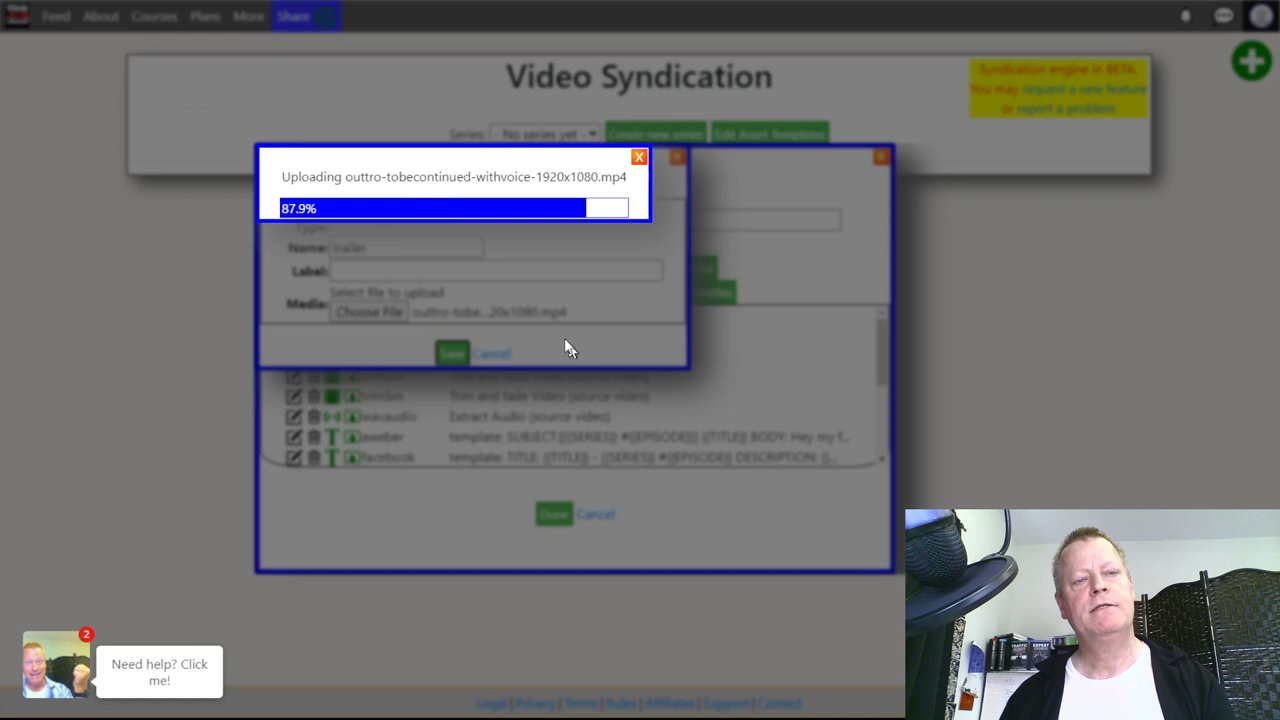 Feed About Courses Plans More Share
Video Syndication
Syndication engine in BETA.
You may request a new feature
or report a problem
Series: - No series yet - Create new series Edit Asset Templates
X
X
X
Uploading outtro-tobecontinued-withvoice-1920x1080.mp4
87.9%
Type:
Name: trailer
Label:
Select file to upload
Media: Choose File outtro-tobe...20x1080.mp4
Save Cancel
trim3m Trim and fade Video (source video)
wavaudio Extract Audio (source video)
T aweber template: SUBJECT:[[[SERIES]] #[[EPISODE]] [[TITLE]] BODY: Hey my f...
T facebook template: TITLE: [[TITLE]] - [[SERIES]] #[[EPISODE]] DESCRIPTION: [[...
Done Cancel
2
Need help? Click
me!
Legal | Privacy | Terms | Rules | Affiliates | Support | Contact